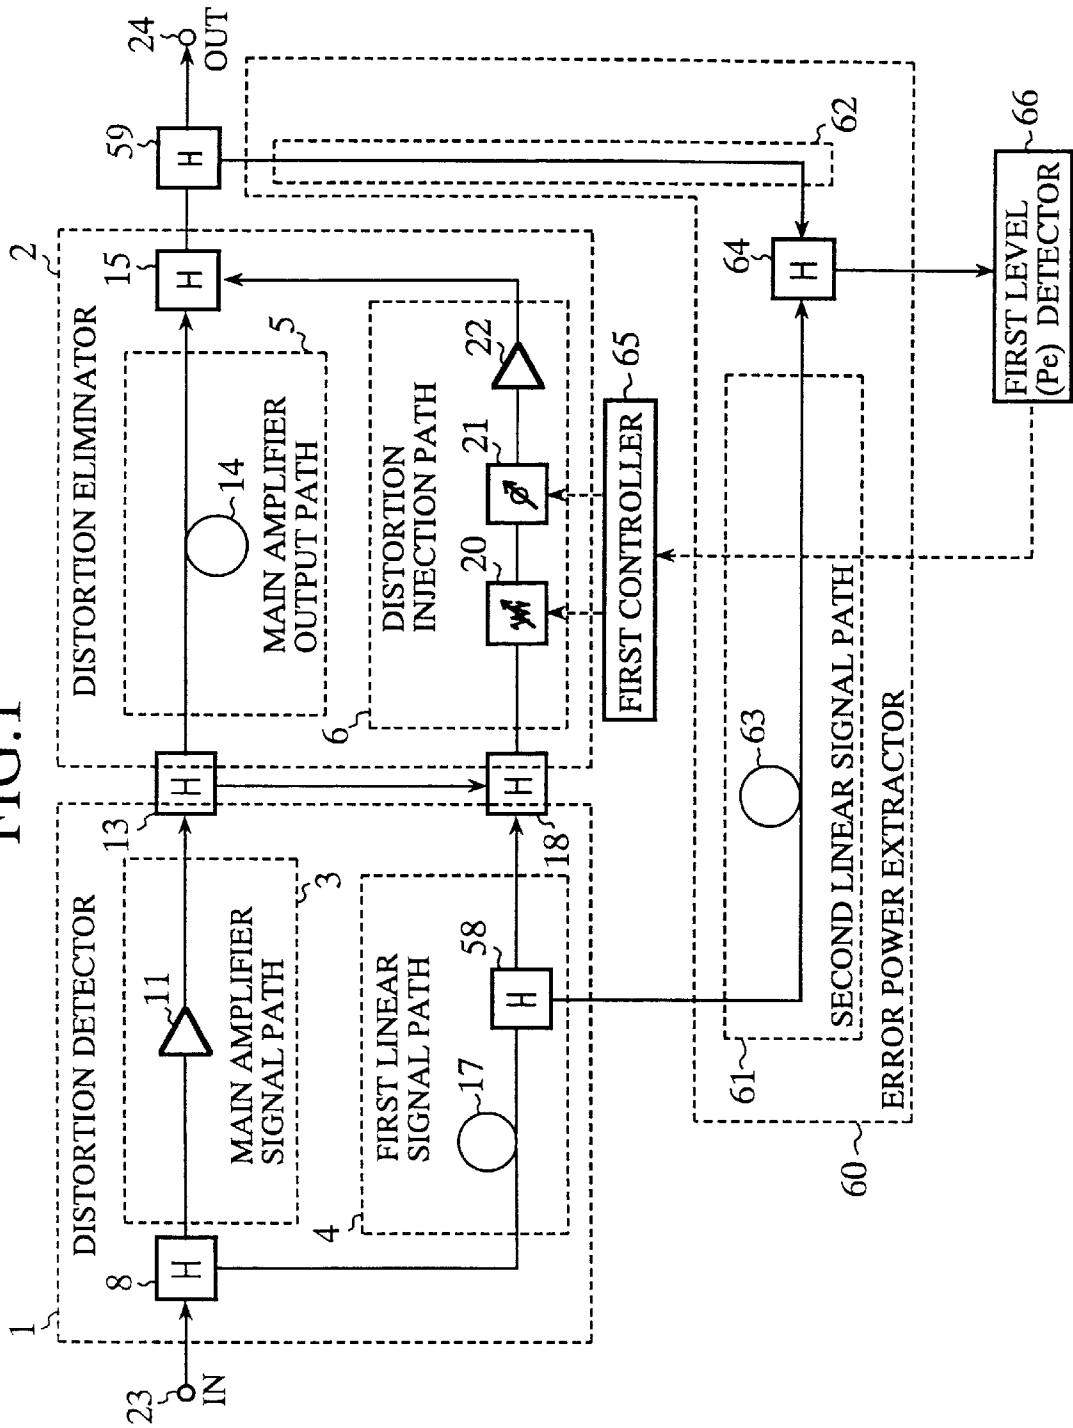 FIG.1
1
DISTORTION DETECTOR
2
DISTORTION ELIMINATOR
23
IN
8
H
11
MAIN AMPLIFIER
SIGNAL PATH
3
13
H
14
MAIN AMPLIFIER
OUTPUT PATH
5
15
H
59
H
24
OUT
4
FIRST LINEAR
SIGNAL PATH
17
58
H
18
H
6
DISTORTION
INJECTION PATH
20
21
22
FIRST CONTROLLER
65
62
60
61
63
SECOND LINEAR SIGNAL PATH
ERROR POWER EXTRACTOR
64
H
FIRST LEVEL
(Pe) DETECTOR
66